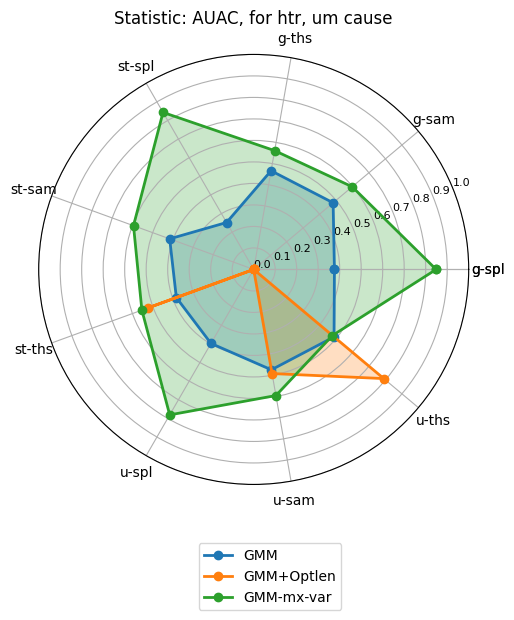 Statistic: AUAC, for htr, um cause
g-ths
st-spl
g-sam
st-sam
0.0 0.1 0.2 0.3 0.4 0.5 0.6 0.7 0.8 0.9 1.0
g-spl
st-ths
u-ths
u-spl
u-sam
GMM
GMM+Optlen
GMM-mx-var